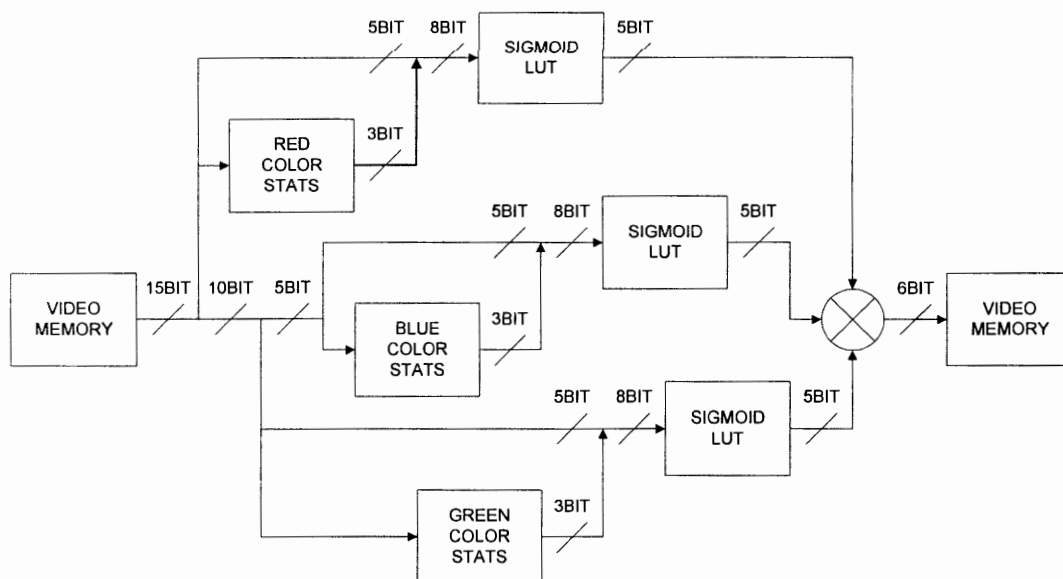 5BIT
8BIT
SIGMOID
LUT
5BIT
RED
COLOR
STATS
3BIT
5BIT
8BIT
SIGMOID
LUT
5BIT
VIDEO
MEMORY
15BIT
10BIT
5BIT
BLUE
COLOR
STATS
3BIT
6BIT
VIDEO
MEMORY
5BIT
8BIT
SIGMOID
LUT
5BIT
GREEN
COLOR
STATS
3BIT